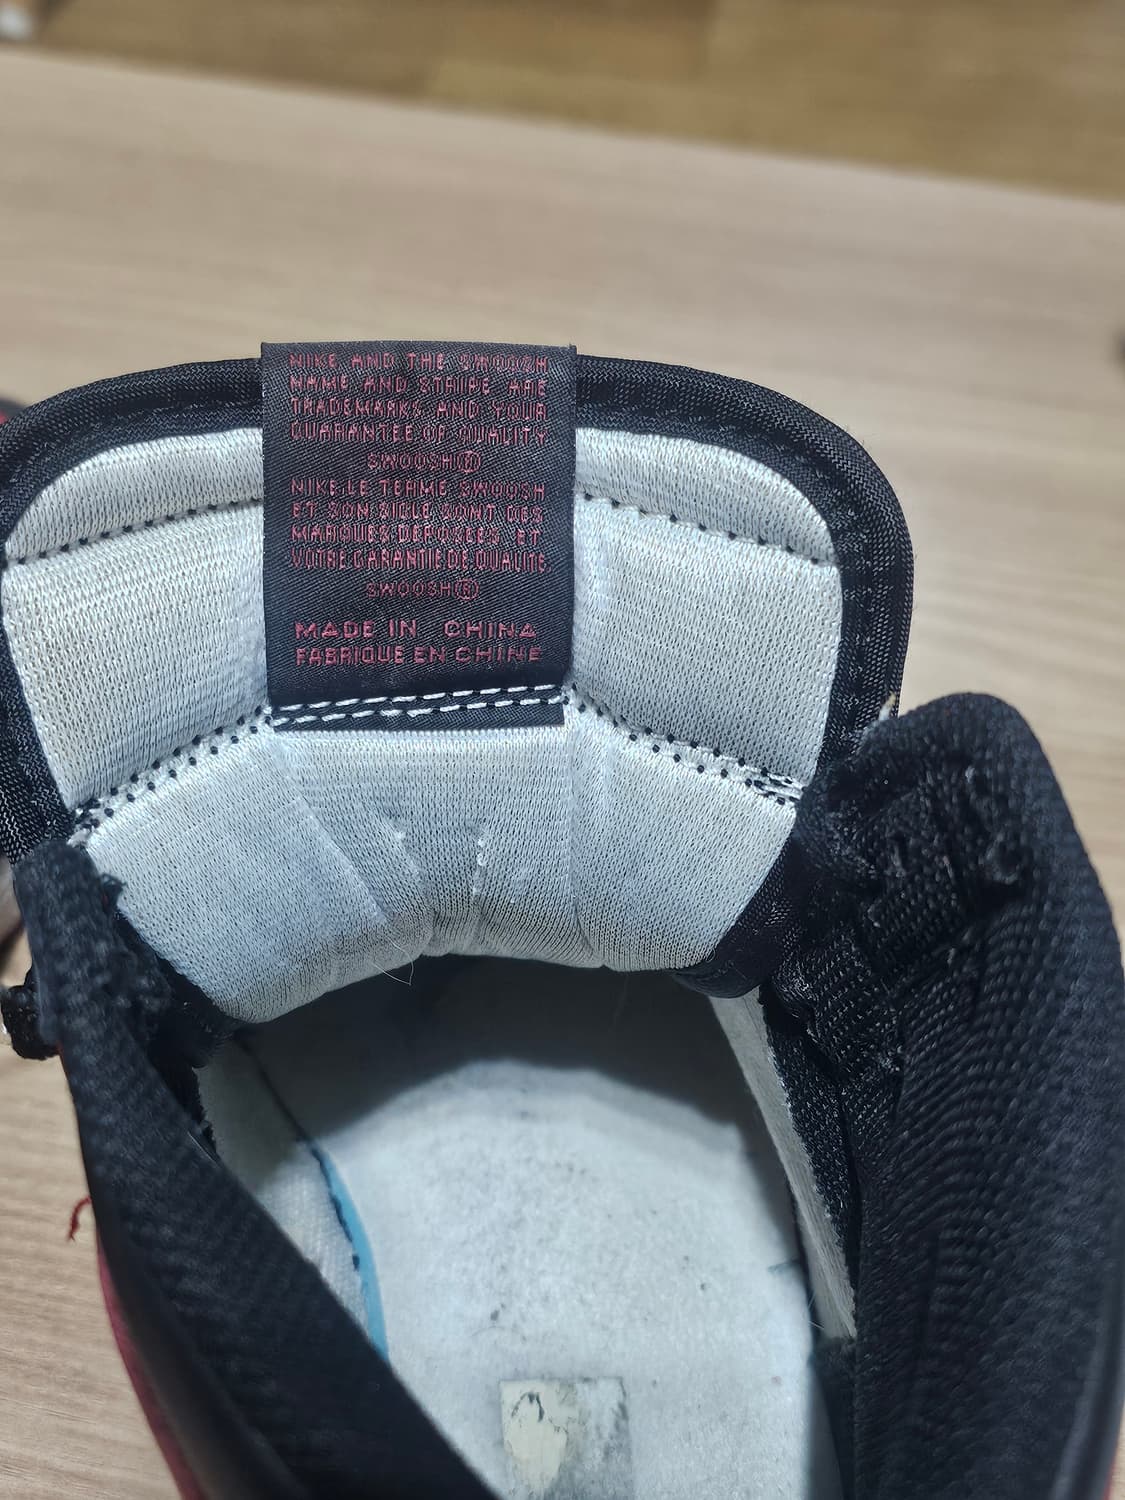 NIKE AND THE SWOOSH
NAME AND STRIPE ARE
TRADEMARKS AND YOUR
GUARANTEE OF QUALITY
SWOOSH®
NIKE.LE TERME SWOOSH
ET SON SIGLE SONT DES
MARQUES DEPOSEES ET
VOTRE GARANTIE DE QUALITE
SWOOSH®
MADE IN CHINA
FABRIQUE EN CHINE